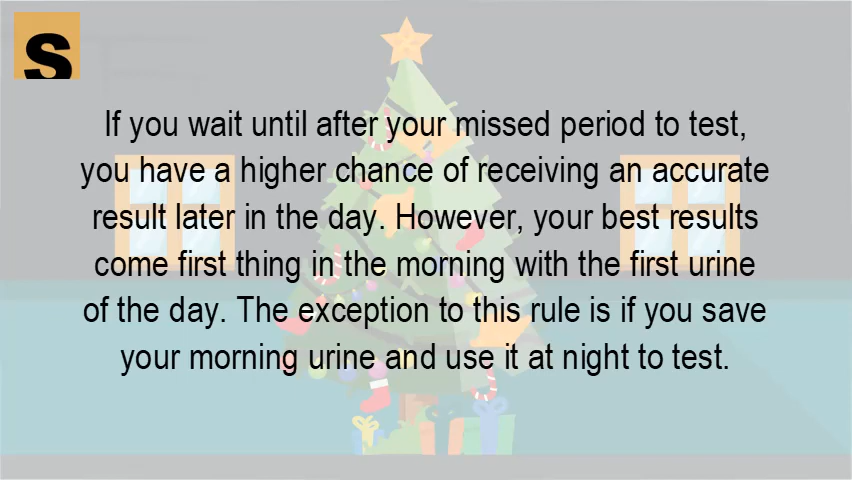 S
If you wait until after your missed period to test,
you have a higher chance of receiving an accurate
result later in the day. However, your best results
come first thing in the morning with the first urine
of the day. The exception to this rule is if you save
your morning urine and use it at night to test.